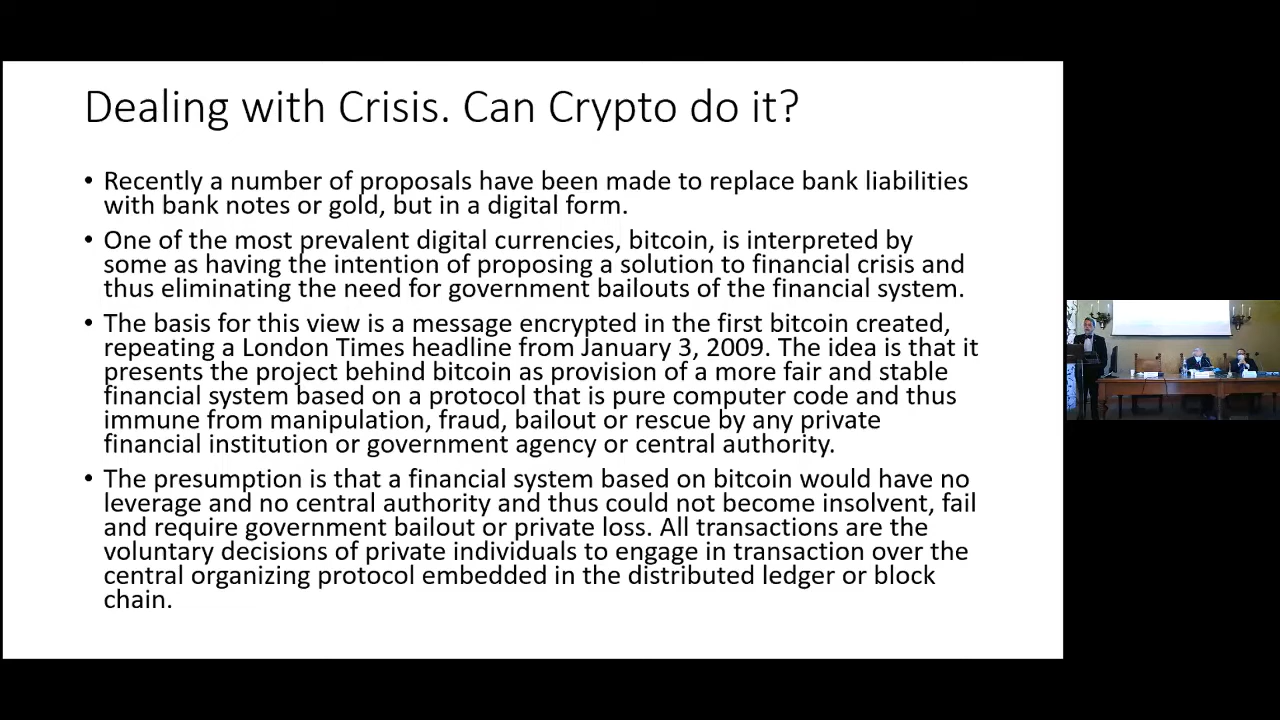 Dealing with Crisis. Can Crypto do it?
• Recently a number of proposals have been made to replace bank liabilities
with bank notes or gold, but in a digital form.
• One of the most prevalent digital currencies, bitcoin, is interpreted by
some as having the intention of proposing a solution to financial crisis and
thus eliminating the need for government bailouts of the financial system.
• The basis for this view is a message encrypted in the first bitcoin created,
repeating a London Times headline from January 3, 2009. The idea is that it
presents the project behind bitcoin as provision of a more fair and stable
financial system based on a protocol that is pure computer code and thus
immune from manipulation, fraud, bailout or rescue by any private
financial institution or government agency or central authority.
• The presumption is that a financial system based on bitcoin would have no
leverage and no central authority and thus could not become insolvent, fail
and require government bailout or private loss. All transactions are the
voluntary decisions of private individuals to engage in transaction over the
central organizing protocol embedded in the distributed ledger or block
chain.